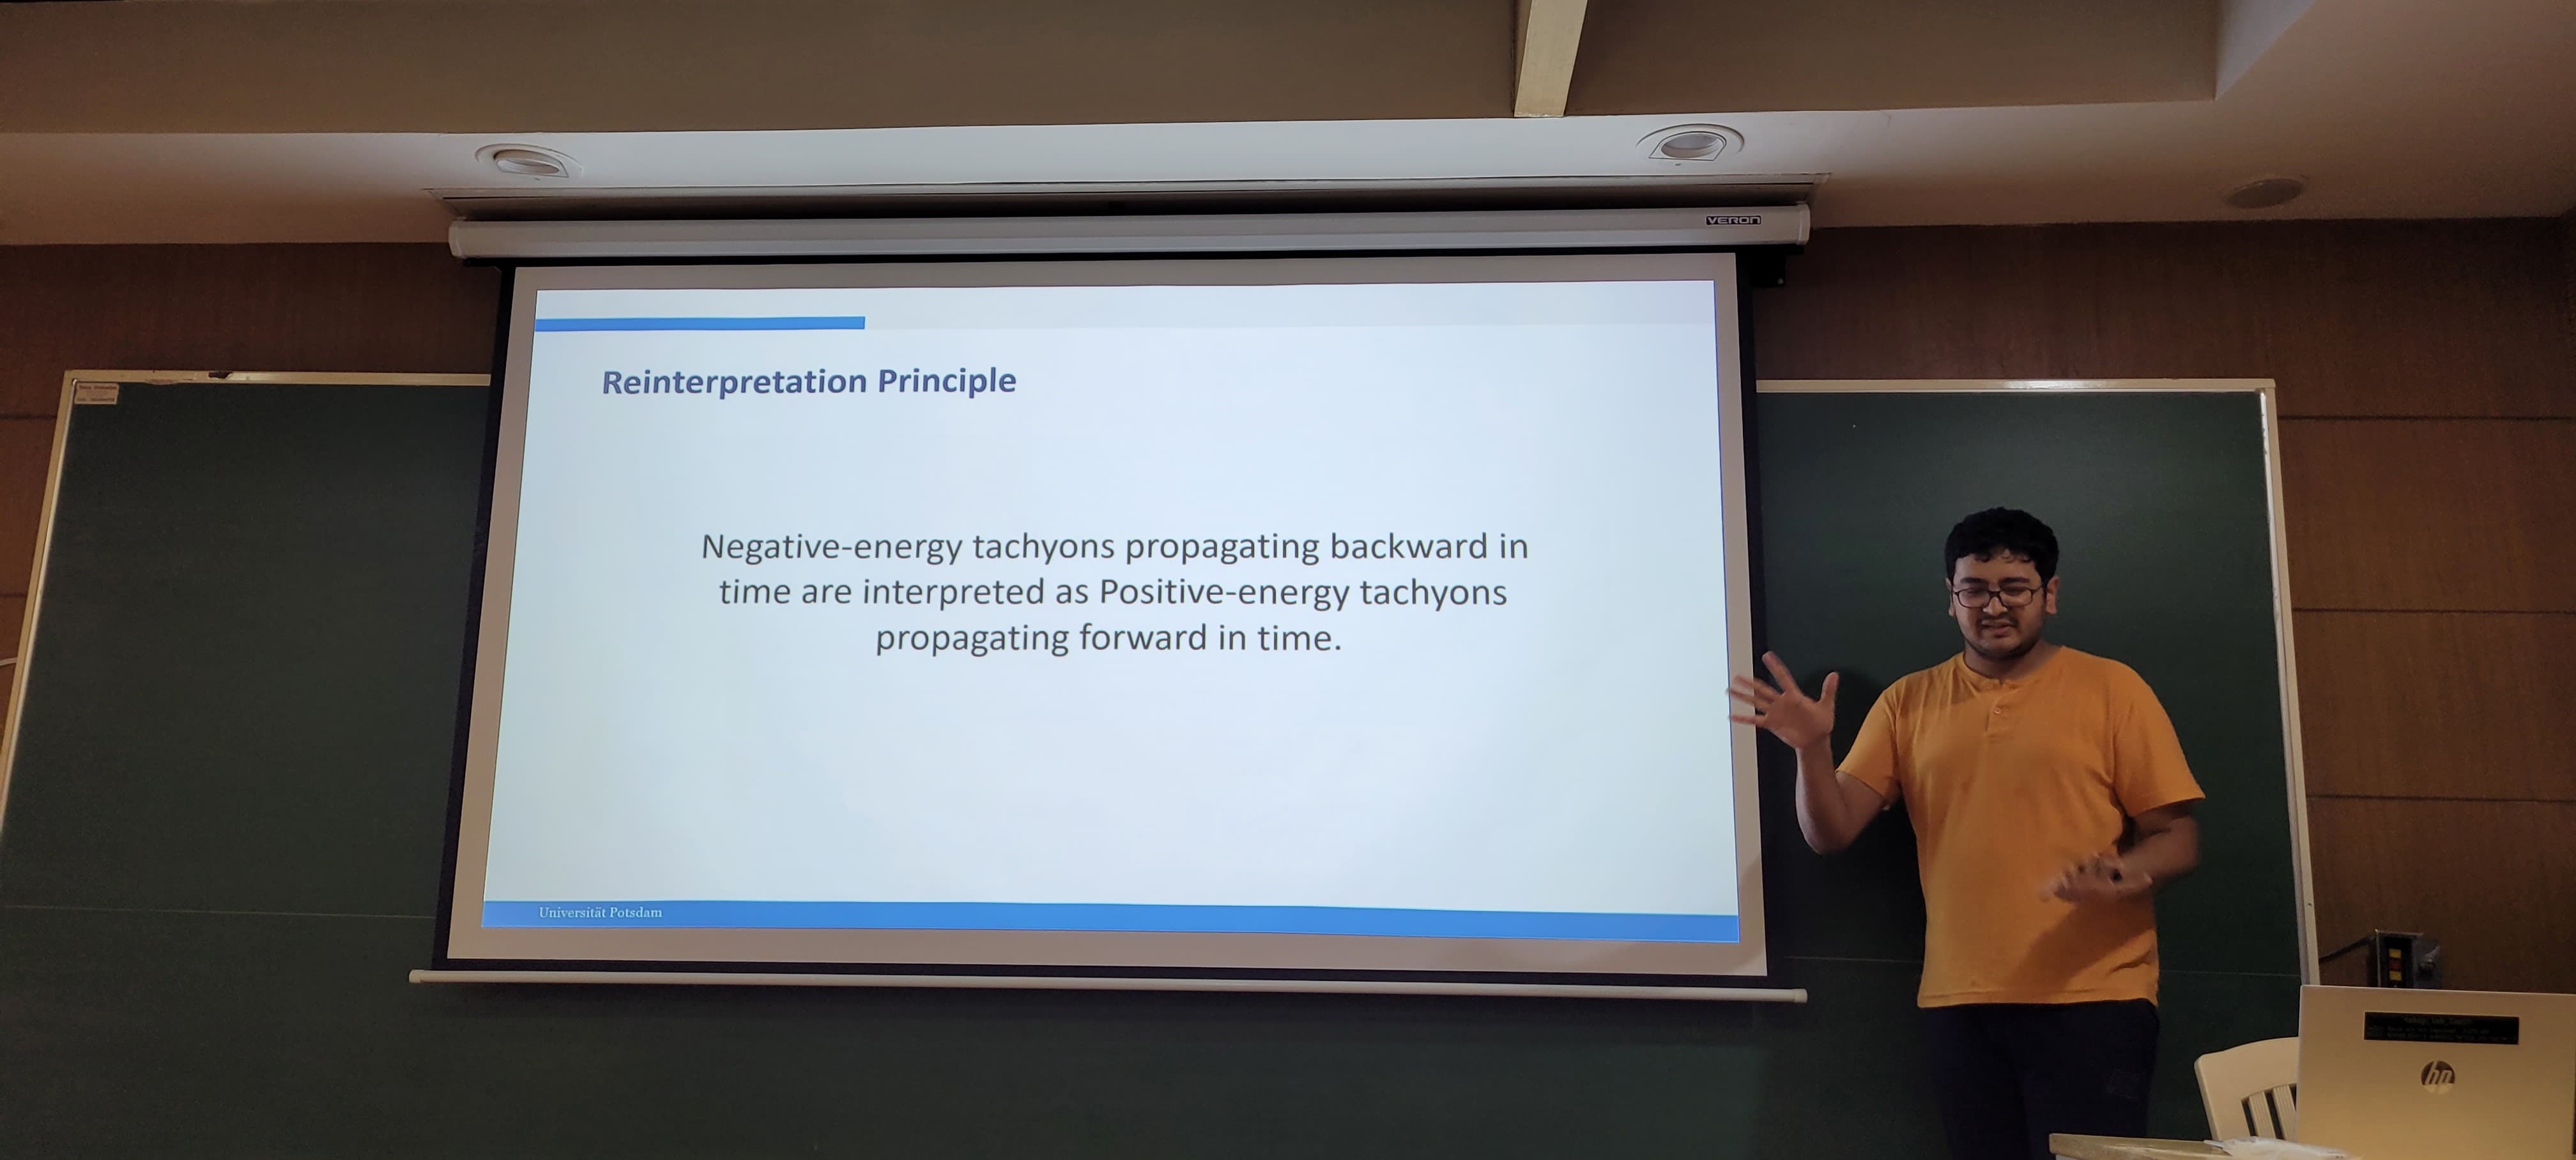 VERON
Reinterpretation Principle
Negative-energy tachyons propagating backward in
time are interpreted as Positive-energy tachyons
propagating forward in time.
Universität Potsdam
hp